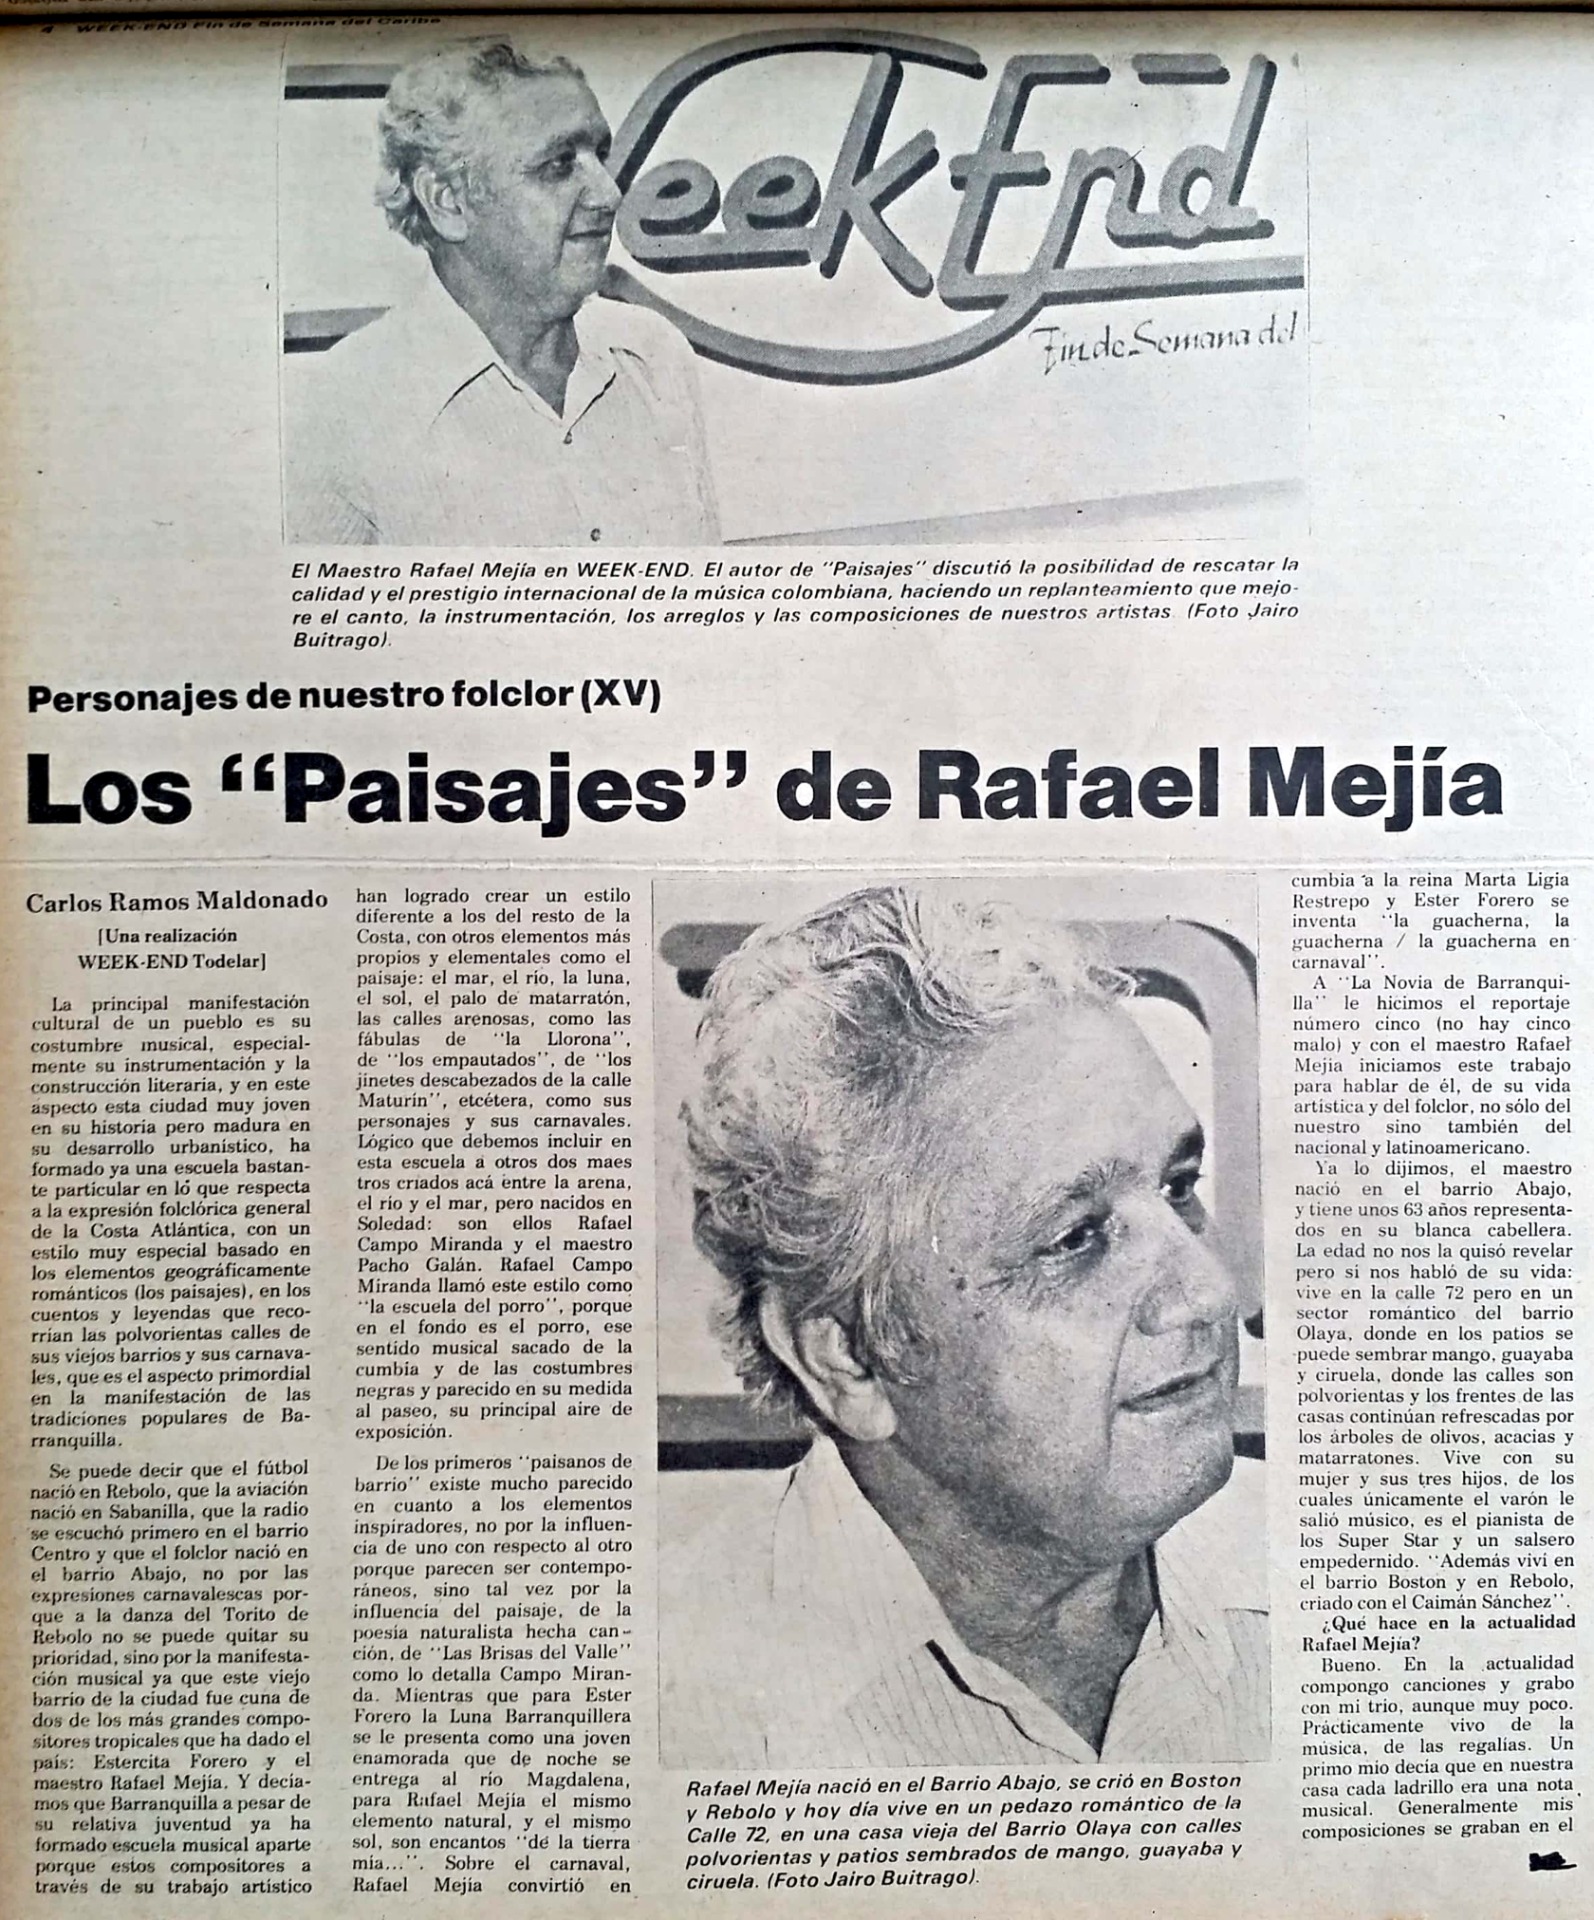 4 WEEK-END Fin de Semana del Caribe
WeekEnd
Fin de Semana del
El Maestro Rafael Mejía en WEEK-END. El autor de "Paisajes" discutió la posibilidad de rescatar la
calidad y el prestigio internacional de la música colombiana, haciendo un replanteamiento que mejo-
re el canto, la instrumentación, los arreglos y las composiciones de nuestros artistas. (Foto Jairo
Buitrago).
Personajes de nuestro folclor (XV)
Los "Paisajes" de Rafael Mejía
Carlos Ramos Maldonado
[Una realización
WEEK-END Todelar]
La principal manifestación
cultural de un pueblo es su
costumbre musical, especial-
mente su instrumentación y la
construcción literaria, y en este
aspecto esta ciudad muy joven
en su historia pero madura en
su desarrollo urbanístico, ha
formado ya una escuela bastan-
te particular en ló que respecta
a la expresión folclórica general
de la Costa Atlántica, con un
estilo muy especial basado en
los elementos geográficamente
románticos (los paisajes), en los
cuentos y leyendas que reco-
rrían las polvorientas calles de
sus viejos barrios y sus carnava-
les, que es el aspecto primordial
en la manifestación de las
tradiciones populares de Ba-
rranquilla.
Se puede decir que el fútbol
nació en Rebolo, que la aviación
nació en Sabanilla, que la radio
se escuchó primero en el barrio
Centro y que el folclor nació en
el barrio Abajo, no por las
expresiones carnavalescas por-
que a la danza del Torito de
Rebolo no se puede quitar su
prioridad, sino por la manifesta-
ción musical ya que este viejo
barrio de la ciudad fue cuna de
dos de los más grandes compo-
sitores tropicales que ha dado el
país: Estercita Forero y el
maestro Rafael Mejía. Y decía-
mos que Barranquilla a pesar de
su relativa juventud ya ha
formado escuela musical aparte
porque estos compositores a
través de su trabajo artístico
han logrado crear un estilo
diferente a los del resto de la
Costa, con otros elementos más
propios y elementales como el
paisaje: el mar, el río, la luna,
el sol, el palo de matarratón,
las calles arenosas, como las
fábulas de "la Llorona",
de "los empautados", de "los
jinetes descabezados de la calle
Maturín", etcétera, como sus
personajes y sus carnavales.
Lógico que debemos incluir en
esta escuela a otros dos maes
tros criados acá entre la arena,
el río y el mar, pero nacidos en
Soledad: son ellos Rafael
Campo Miranda y el maestro
Pacho Galán. Rafael Campo
Miranda llamó este estilo como
"la escuela del porro", porque
en el fondo es el porro, ese
sentido musical sacado de la
cumbia y de las costumbres
negras y parecido en su medida
al paseo, su principal aire de
exposición.
De los primeros "paisanos de
barrio" existe mucho parecido
en cuanto a los elementos
inspiradores, no por la influen-
cia de uno con respecto al otro
porque parecen ser contempo-
ráneos, sino tal vez por la
influencia del paisaje, de la
poesía naturalista hecha can-
ción, de "Las Brisas del Valle"
como lo detalla Campo Miran-
da. Mientras que para Ester
Forero la Luna Barranquillera
se le presenta como una joven
enamorada que de noche se
entrega al río Magdalena,
para Rafael Mejía el mismo
elemento natural, y el mismo
sol, son encantos "de la tierra
mía...". Sobre el carnaval,
Rafael Mejía convirtió en
Rafael Mejía nació en el Barrio Abajo, se crió en Boston
y Rebolo y hoy día vive en un pedazo romántico de la
Calle 72, en una casa vieja del Barrio Olaya con calles
polvorientas y patios sembrados de mango, guayaba y
ciruela. (Foto Jairo Buitrago).
cumbia a la reina Marta Ligia
Restrepo y Ester Forero se
inventa "la guacherna, la
guacherna / la guacherna en
carnaval".
A "La Novia de Barranqui-
lla" le hicimos el reportaje
número cinco (no hay cinco
malo) y con el maestro Rafael
Mejía iniciamos este trabajo
para hablar de él, de su vida
artística y del folclor, no sólo del
nuestro sino también del
nacional y latinoamericano.
Ya lo dijimos, el maestro
nació en el barrio Abajo,
y tiene unos 63 años representa-
dos en su blanca cabellera.
La edad no nos la quisó revelar
pero si nos habló de su vida:
vive en la calle 72 pero en un
sector romántico del barrio
Olaya, donde en los patios se
puede sembrar mango, guayaba
y ciruela, donde las calles son
polvorientas y los frentes de las
casas continúan refrescadas por
los árboles de olivos, acacias y
matarratones. Vive con su
mujer y sus tres hijos, de los
cuales únicamente el varón le
salió músico, es el pianista de
los Super Star y un salsero
empedernido. "Además viví en
el barrio Boston y en Rebolo,
criado con el Caimán Sánchez".
¿Qué hace en la actualidad
Rafael Mejía?
Bueno. En la actualidad
compongo canciones y grabo
con mi trio, aunque muy poco.
Prácticamente vivo de la
música, de las regalías. Un
primo mio decía que en nuestra
casa cada ladrillo era una nota
musical. Generalmente mis
composiciones se graban en el